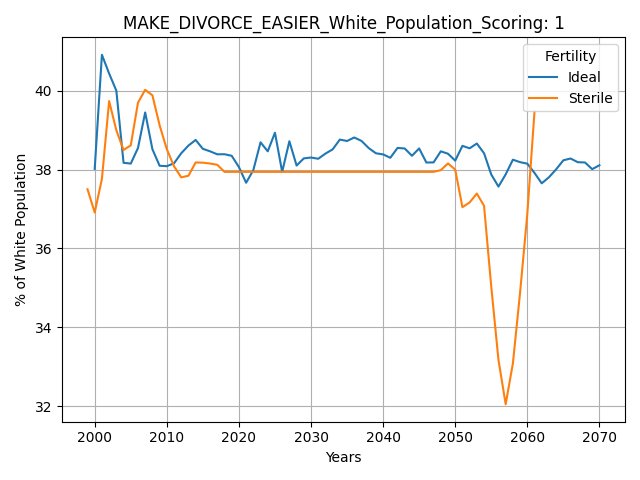 MAKE_DIVORCE_EASIER_White_Population_Scoring: 1
Fertility
Ideal
Sterile
% of White Population
40
38
36
34
32
2000 2010 2020 2030 2040 2050 2060 2070
Years